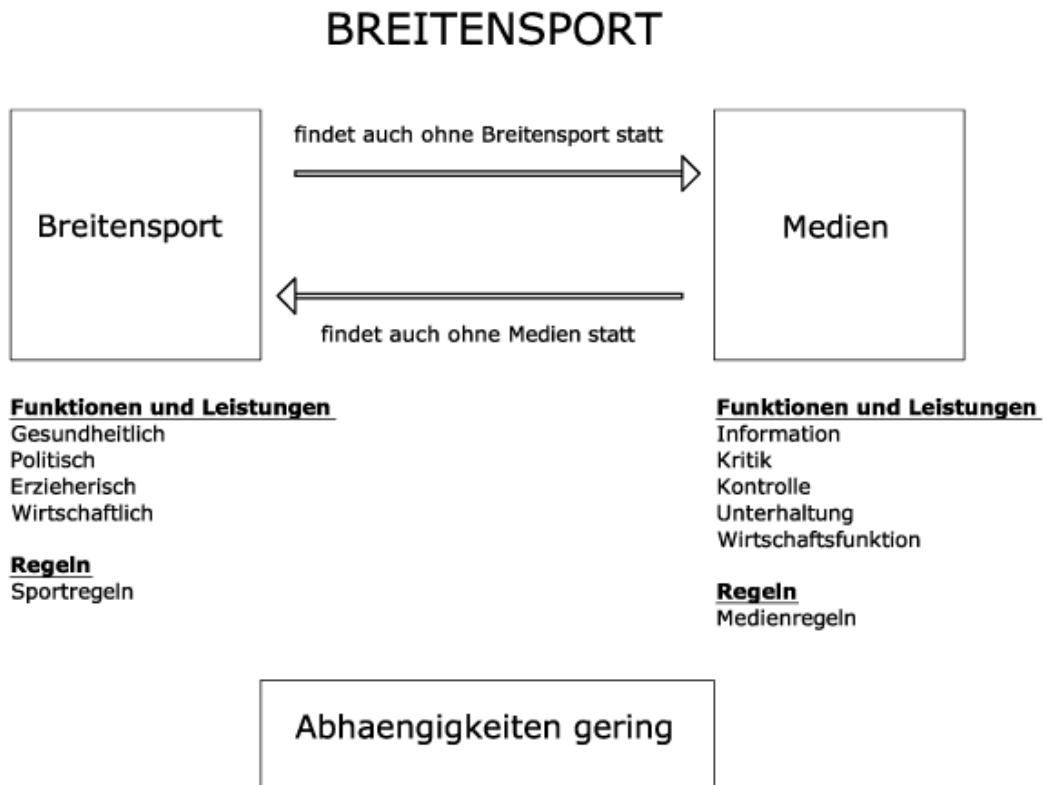 BREITENSPORT
findet auch ohne Breitensport statt
Breitensport
Medien
findet auch ohne Medien statt
Funktionen und Leistungen
Gesundheitlich
Politisch
Erzieherisch
Wirtschaftlich
Regeln
Sportregeln
Funktionen und Leistungen
Information
Kritik
Kontrolle
Unterhaltung
Wirtschaftsfunktion
Regeln
Medienregeln
Abhaengigkeiten gering